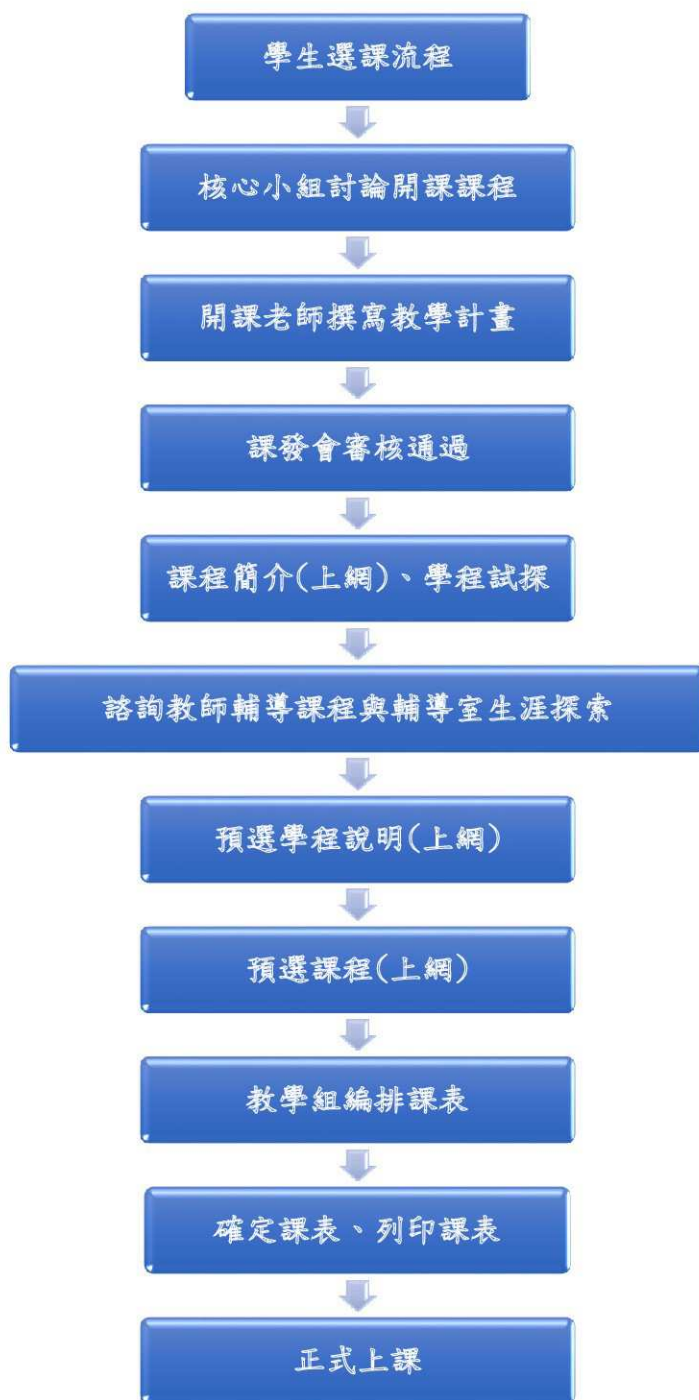 學生選課流程
核心小組討論開課課程
開課老師撰寫教學計畫
課發會審核通過
課程簡介(上網)、學程試探
諮詢教師輔導課程與輔導室生涯探索
預選學程說明(上網)
預選課程(上網)
教學組編排課表
確定課表、列印課表
正式上課